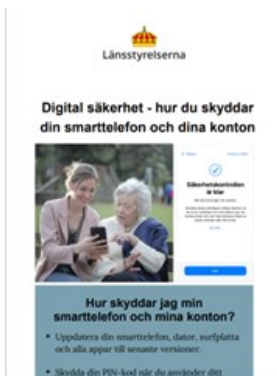 Länsstyrelserna
Digital säkerhet - hur du skyddar
din smarttelefon och dina konton
Säkerhetskontrollen
är klar
Hur skyddar jag min
smarttelefon och mina konton?
• Uppdatera din smarttelefon, dator, surfplatta
och alla appar till senaste versioner.
• Skydda din PIN-kod när du använder ditt